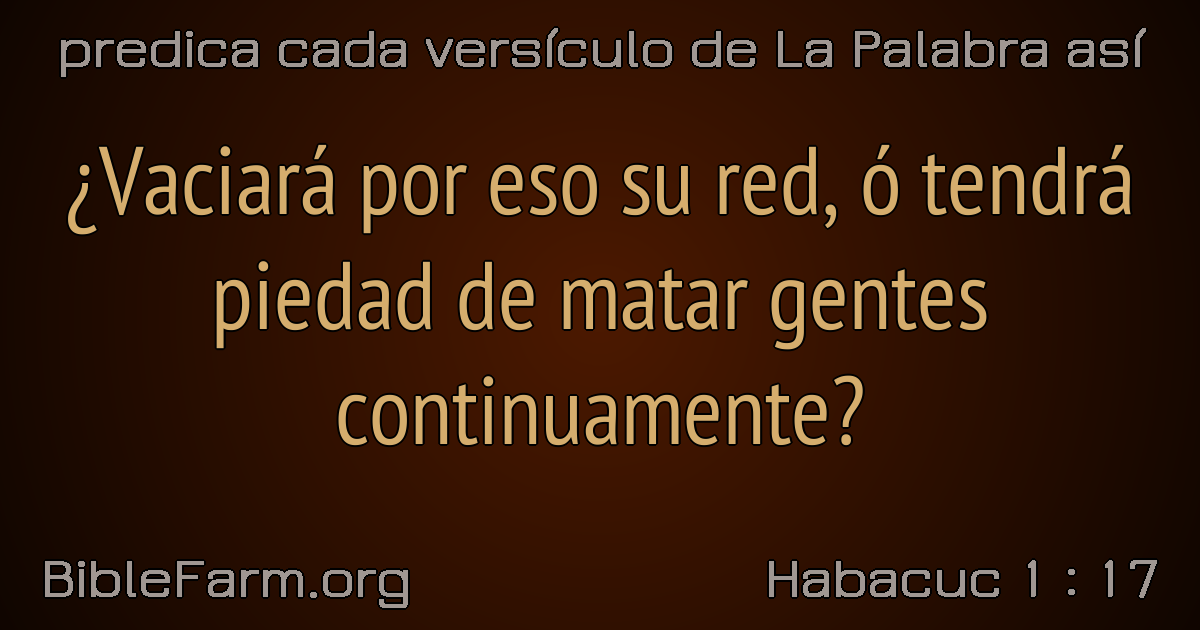 predica cada versículo de La Palabra así
¿Vaciará por eso su red, ó tendrá
piedad de matar gentes
continuamente?
BibleFarm.org
Habacuc 1 : 17